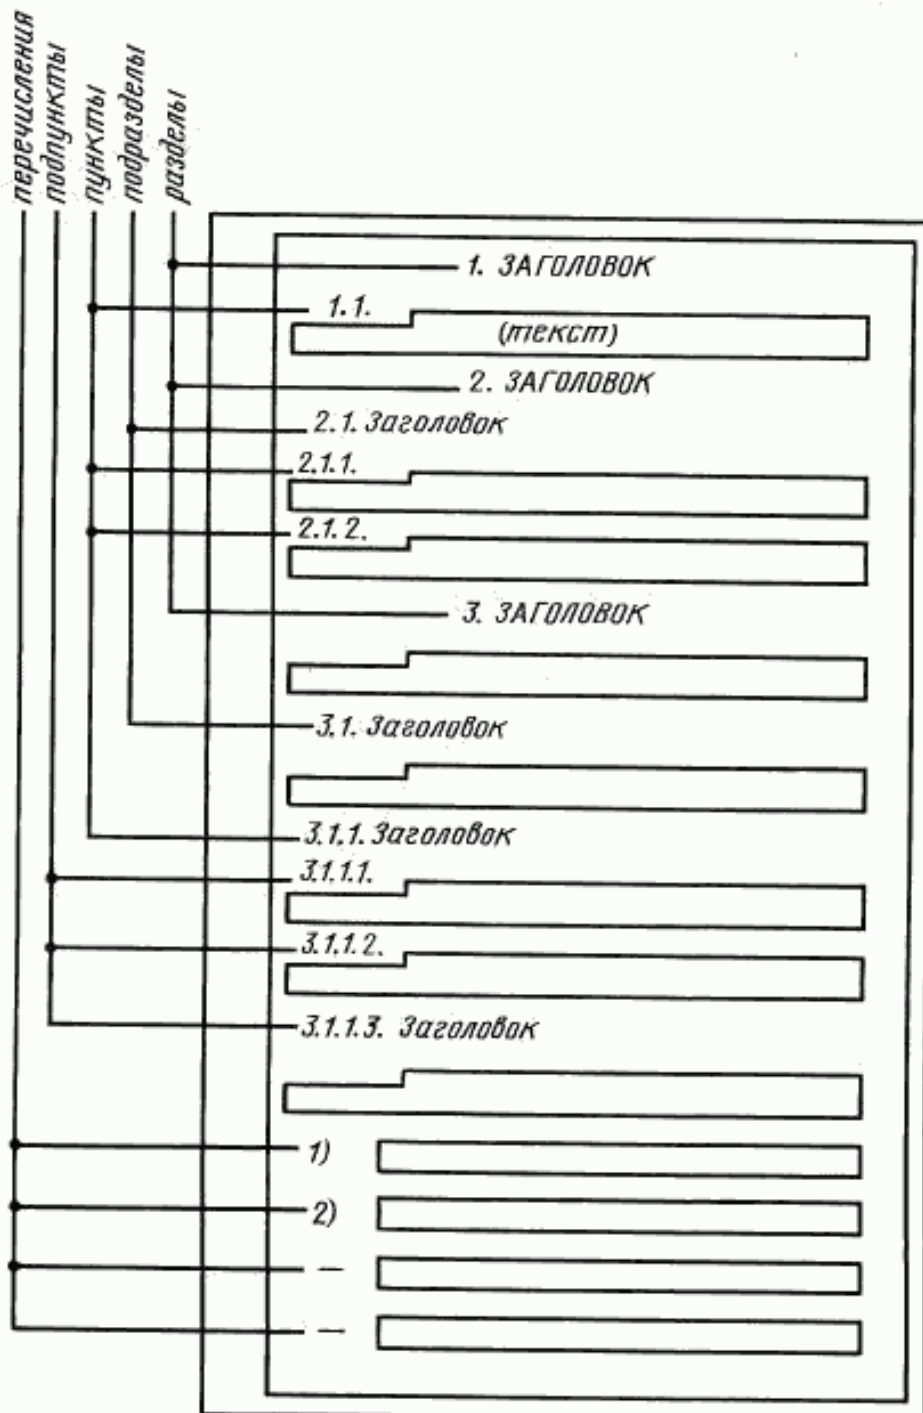 перечисления
подпункты
пункты
подразделы
разделы
1. ЗАГОЛОВОК
1.1.
(текст)
2. ЗАГОЛОВОК
2.1. Заголовок
2.1.1.
2.1.2.
3. ЗАГОЛОВОК
3.1. Заголовок
3.1.1. Заголовок
3.1.1.1.
3.1.1.2.
3.1.1.3. Заголовок
1)
2)
—
—